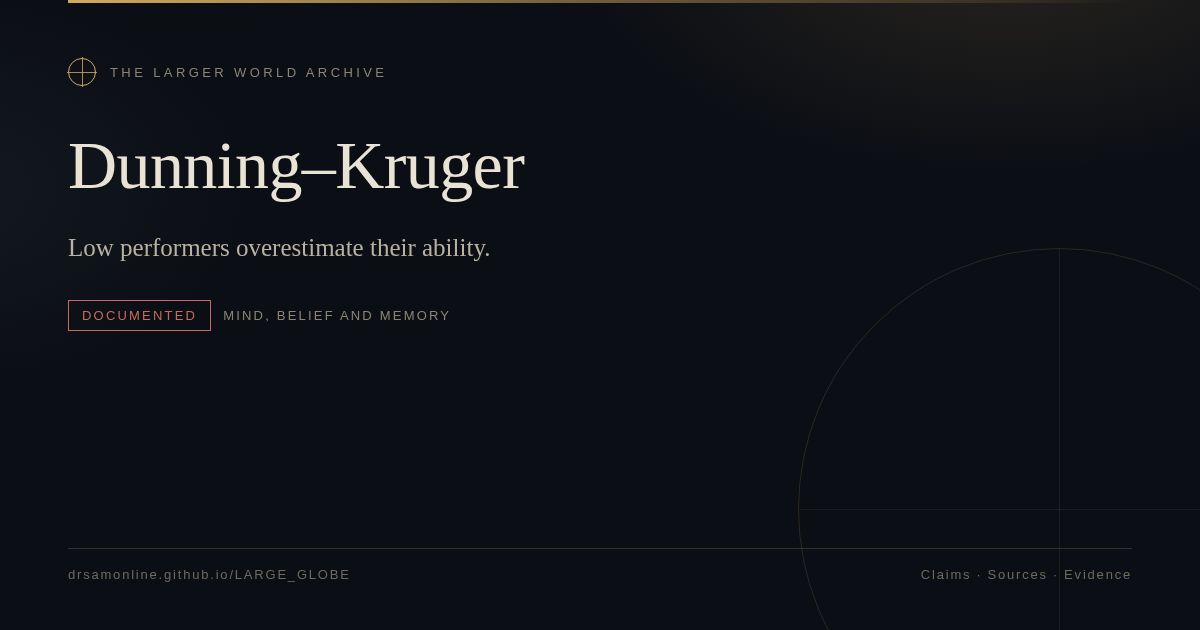 THE LARGER WORLD ARCHIVE
Dunning–Kruger
Low performers overestimate their ability.
DOCUMENTED MIND, BELIEF AND MEMORY
drsamonline.github.io/LARGE_GLOBE Claims · Sources · Evidence